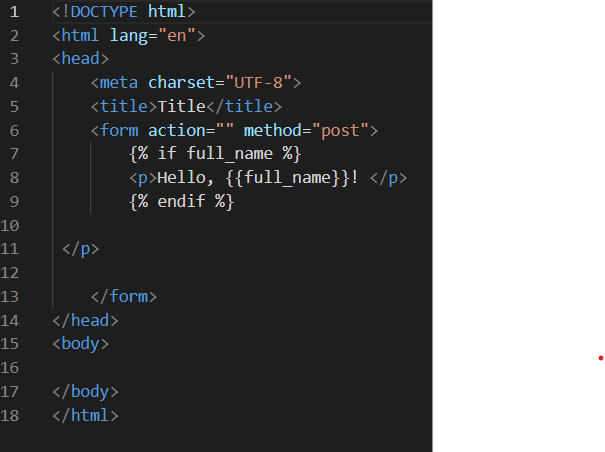 1 <!DOCTYPE html>
2 <html lang="en">
3 <head>
4     <meta charset="UTF-8">
5     <title>Title</title>
6     <form action="" method="post">
7         {% if full_name %}
8         <p>Hello, {{full_name}}! </p>
9         {% endif %}
10
11  </p>
12
13     </form>
14 </head>
15 <body>
16
17 </body>
18 </html>